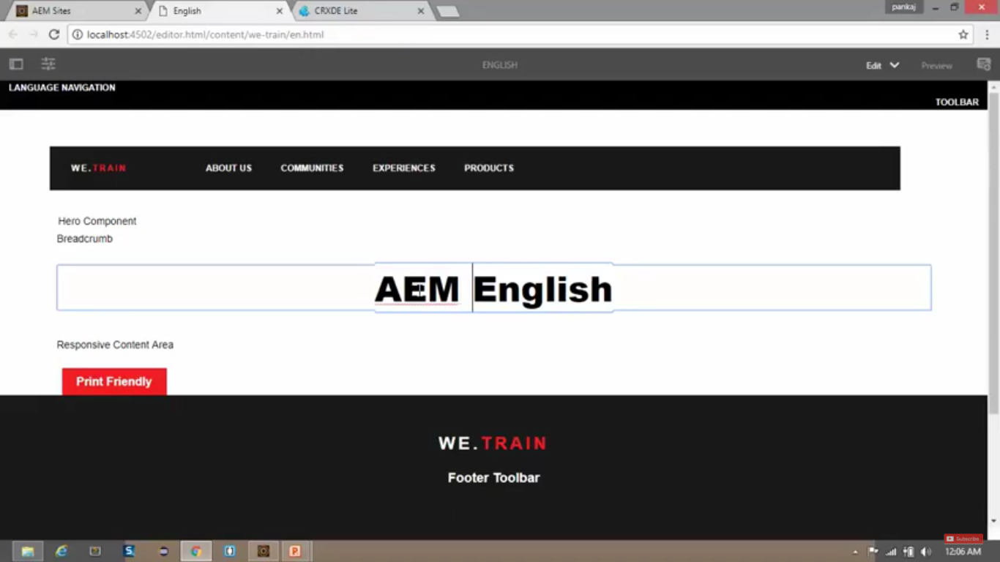 AEM Sites
English
CRXDE Lite
pankaj
localhost:4502/editor.html/content/we-train/en.html
ENGLISH
Edit
Preview
LANGUAGE NAVIGATION
TOOLBAR
WE.TRAIN
ABOUT US
COMMUNITIES
EXPERIENCES
PRODUCTS
Hero Component
Breadcrumb
AEM English
Responsive Content Area
Print Friendly
WE.TRAIN
Footer Toolbar
Subscribe
12:06 AM